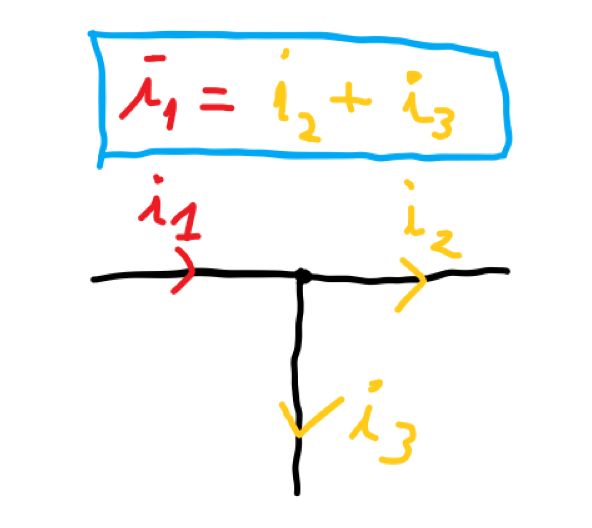 i₁ = i₂ + i₃
i₁ i₂
i₃